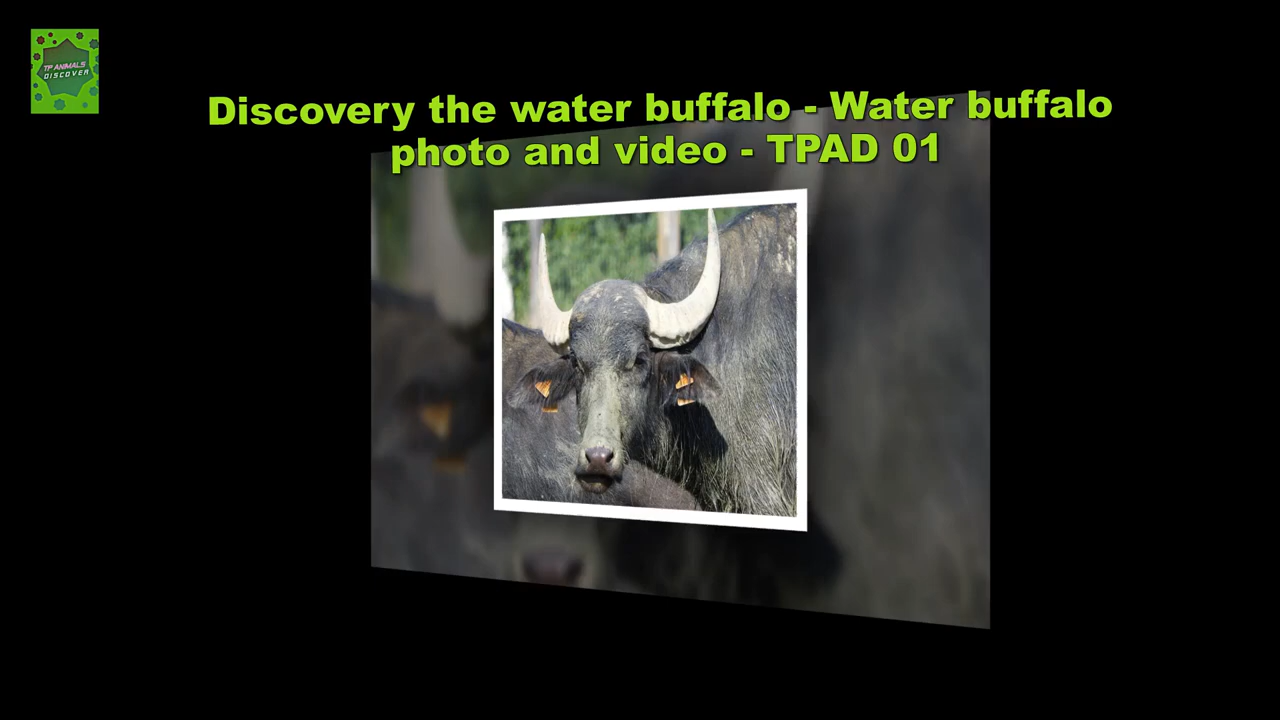 TP ANIMALS
DISCOVER
Discovery the water buffalo - Water buffalo
photo and video - TPAD 01